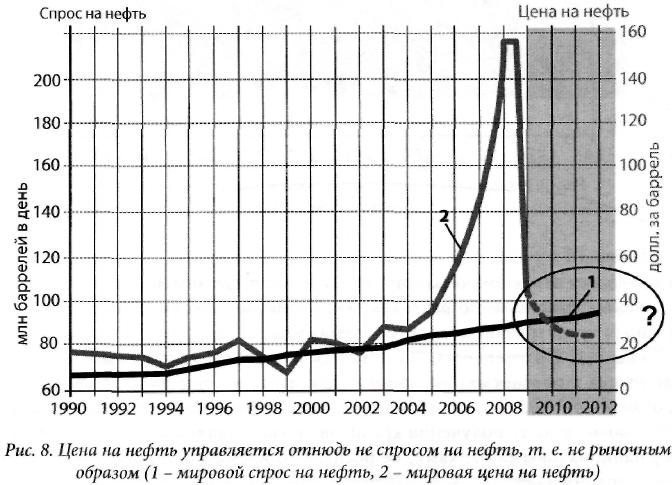 Спрос на нефть
Цена на нефть
млн баррелей в день
200
180
160
140
120
100
80
60
160
140
120
100
80
60
40
20
0
долл. за баррель
2
1
?
1990 1992 1994 1996 1998 2000 2002 2004 2006 2008 2010 2012
Рис. 8. Цена на нефть управляется отнюдь не спросом на нефть, т. е. не рыночным
образом (1 – мировой спрос на нефть, 2 – мировая цена на нефть)